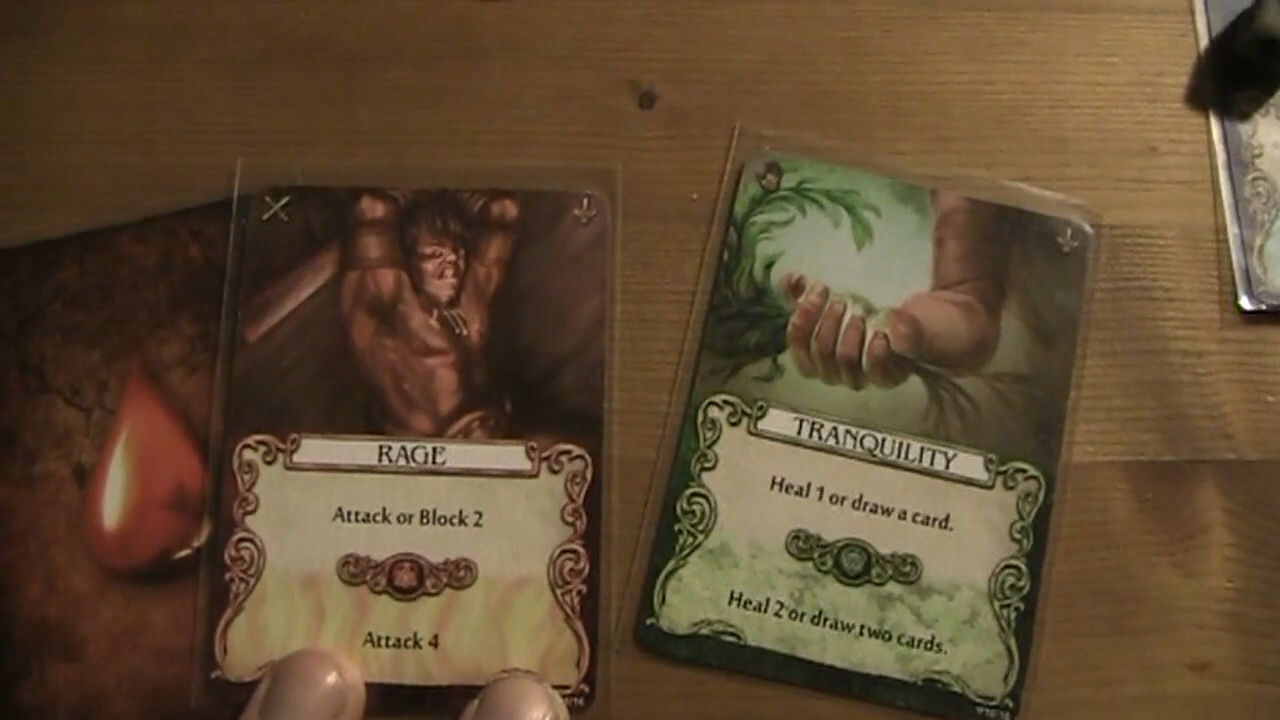 RAGE
Attack or Block 2
Attack 4
TRANQUILITY
Heal 1 or draw a card.
Heal 2 or draw two cards.